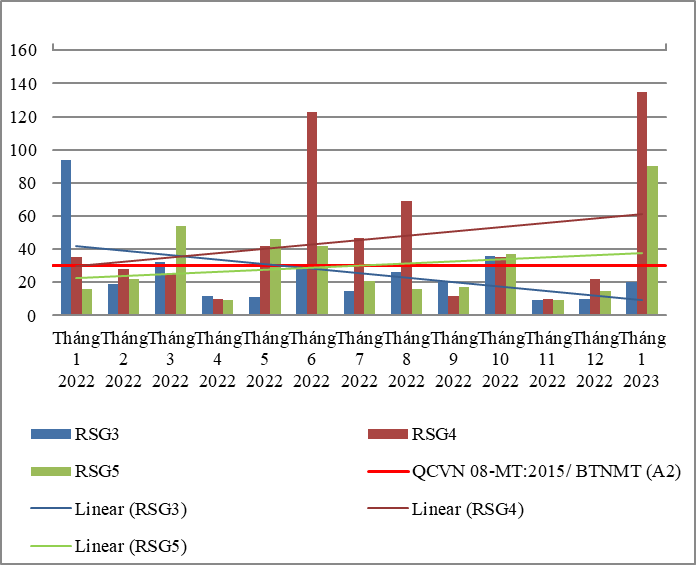 160
140
120
100
80
60
40
20
0
Tháng Tháng Tháng Tháng Tháng Tháng Tháng Tháng Tháng Tháng Tháng Tháng Tháng
1 2 3 4 5 6 7 8 9 10 11 12 1
2022 2022 2022 2022 2022 2022 2022 2022 2022 2022 2022 2022 2023
RSG3 RSG4
RSG5 QCVN 08-MT:2015/ BTNMT (A2)
Linear (RSG3) Linear (RSG4)
Linear (RSG5)